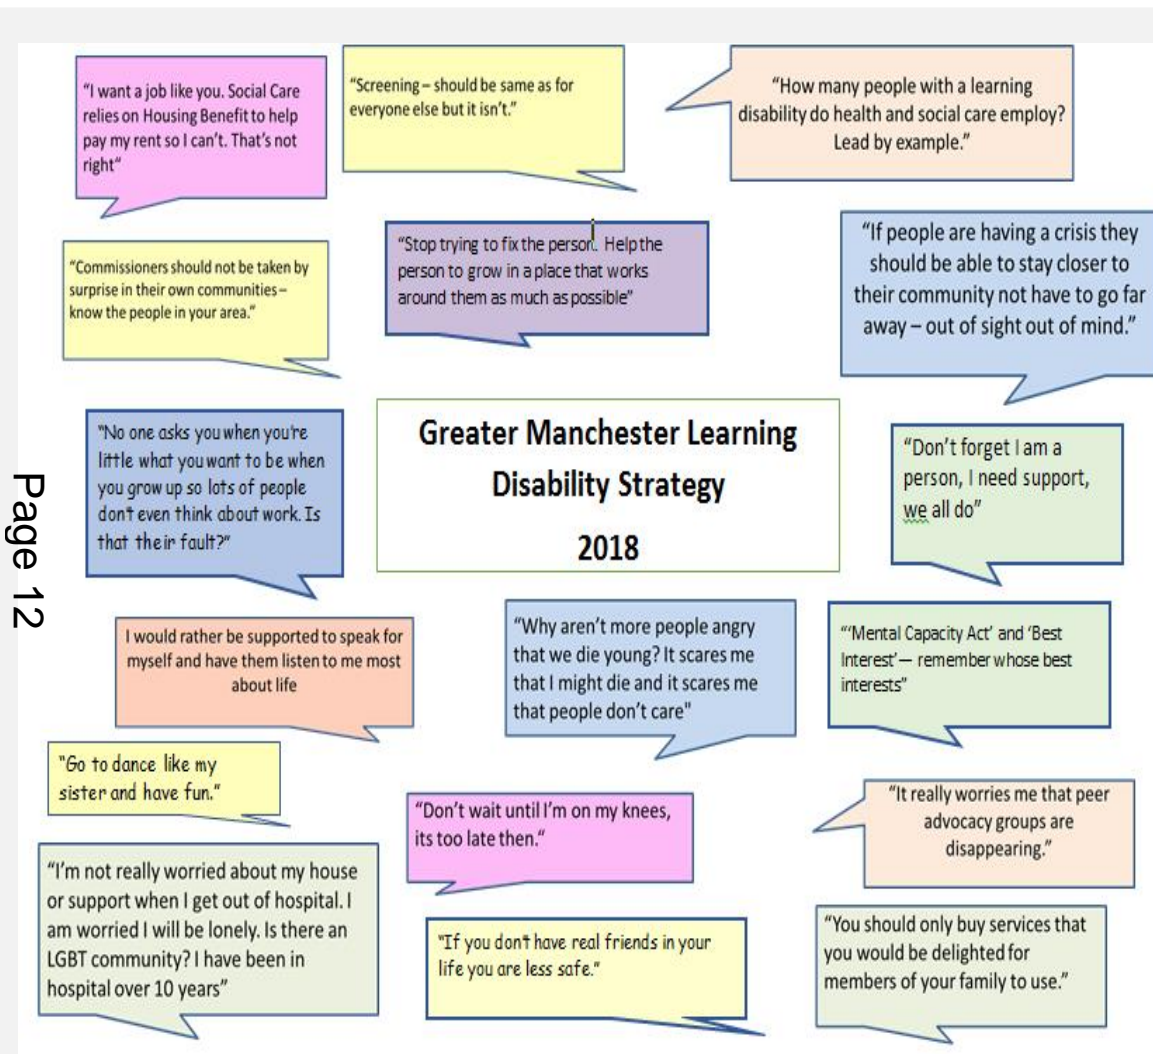 “I want a job like you. Social Care
relies on Housing Benefit to help
pay my rent so I can’t. That’s not
right“
“Screening – should be same as for
everyone else but it isn’t.”
“How many people with a learning
disability do health and social care employ?
Lead by example.”
“Commissioners should not be taken by
surprise in their own communities –
know the people in your area.”
“Stop trying to fix the person. Help the
person to grow in a place that works
around them as much as possible”
“If people are having a crisis they
should be able to stay closer to
their community not have to go far
away – out of sight out of mind.”
“No one asks you when you’re
little what you want to be when
you grow up so lots of people
don’t even think about work. Is
that their fault?”
Greater Manchester Learning
Disability Strategy
2018
“Don’t forget I am a
person, I need support,
we all do”
Page 12
I would rather be supported to speak for
myself and have them listen to me most
about life
“Why aren’t more people angry
that we die young? It scares me
that I might die and it scares me
that people don’t care"
“‘Mental Capacity Act’ and ‘Best
Interest’— remember whose best
interests”
“Go to dance like my
sister and have fun.”
“Don’t wait until I’m on my knees,
its too late then.“
“It really worries me that peer
advocacy groups are
disappearing.”
“I’m not really worried about my house
or support when I get out of hospital. I
am worried I will be lonely. Is there an
LGBT community? I have been in
hospital over 10 years”
“If you don’t have real friends in your
life you are less safe.”
“You should only buy services that
you would be delighted for
members of your family to use.”